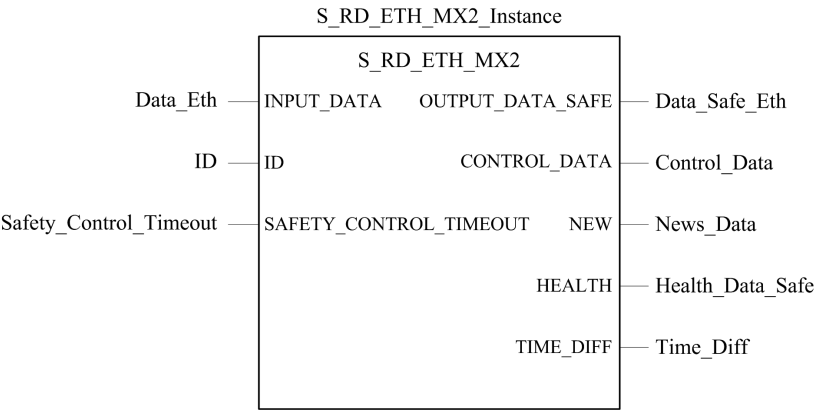 S_RD_ETH_MX2_Instance
S_RD_ETH_MX2
Data_Eth INPUT_DATA OUTPUT_DATA_SAFE Data_Safe_Eth
ID ID CONTROL_DATA Control_Data
Safety_Control_Timeout SAFETY_CONTROL_TIMEOUT NEW News_Data
HEALTH Health_Data_Safe
TIME_DIFF Time_Diff